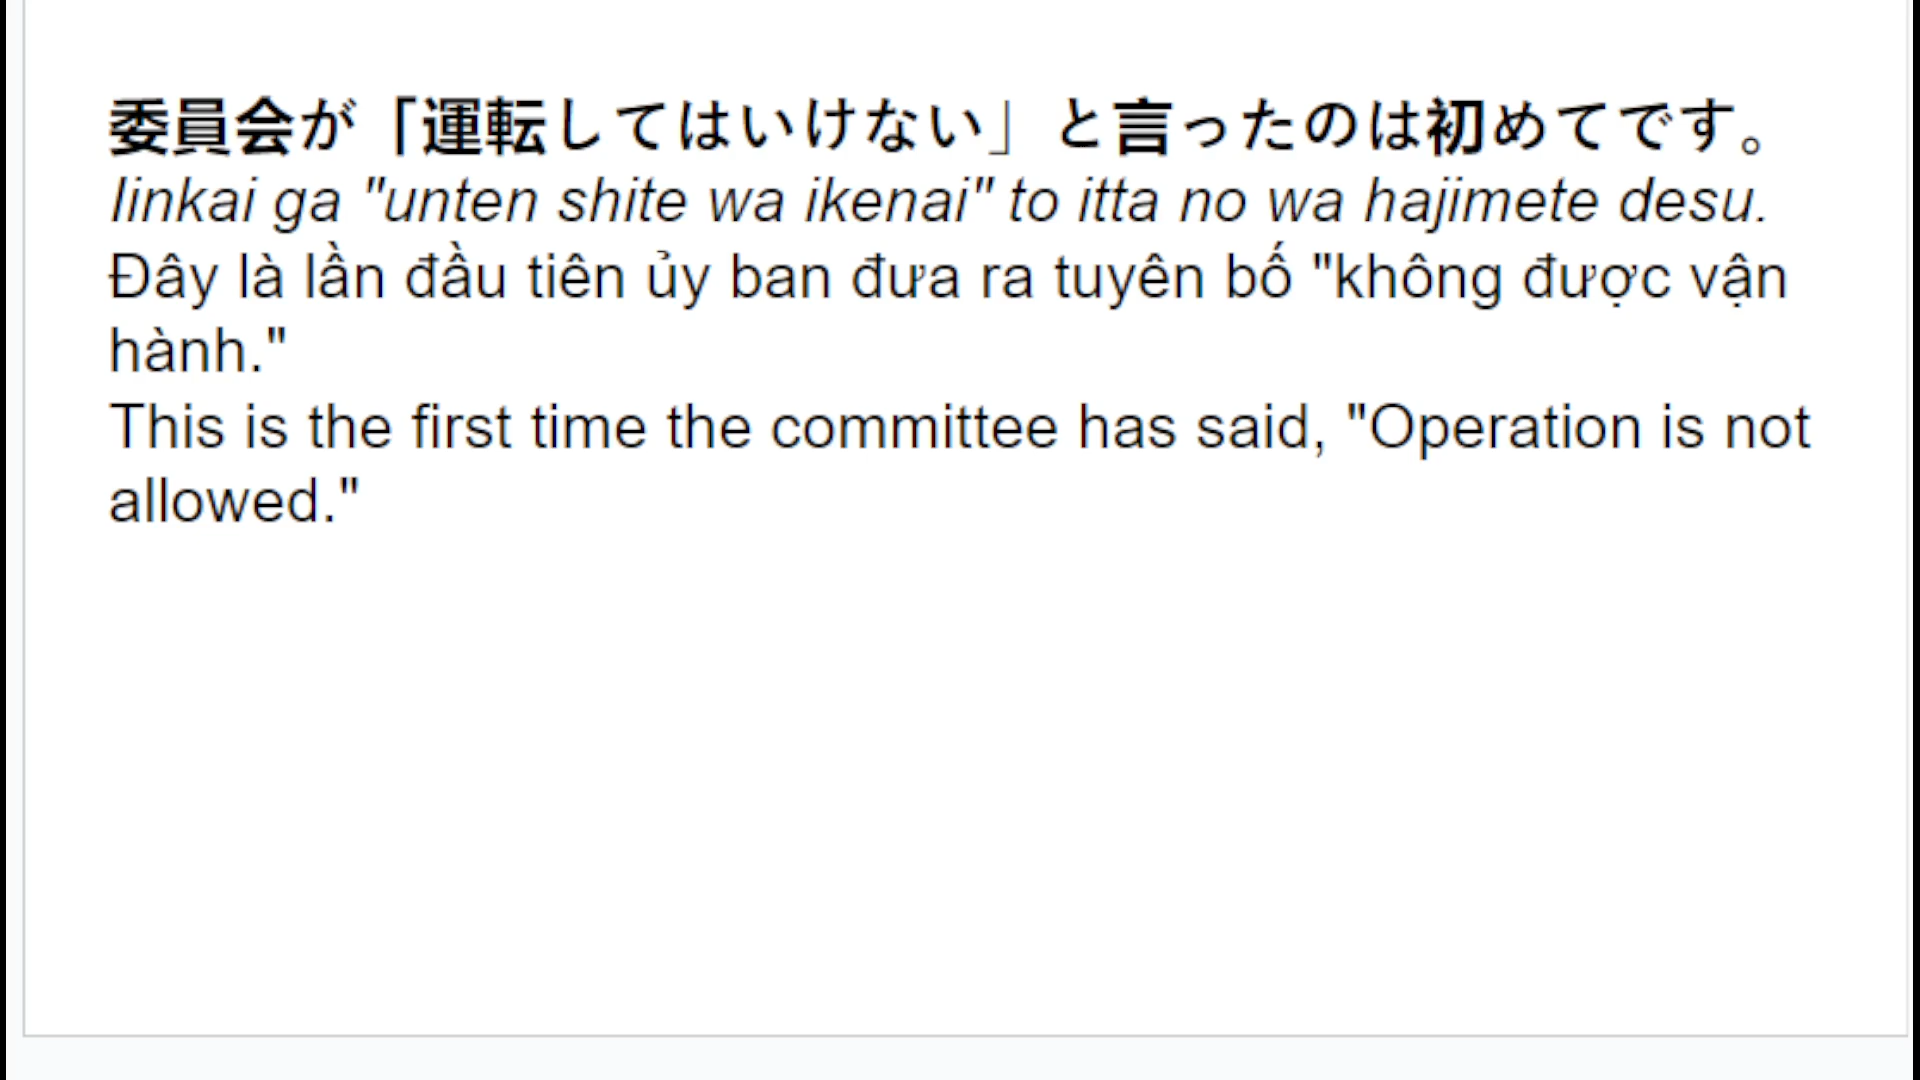 委員会が「運転してはいけない」と言ったのは初めてです。
Iinkai ga "unten shite wa ikenai" to itta no wa hajimete desu.
Đây là lần đầu tiên ủy ban đưa ra tuyên bố "không được vận
hành."
This is the first time the committee has said, "Operation is not
allowed."